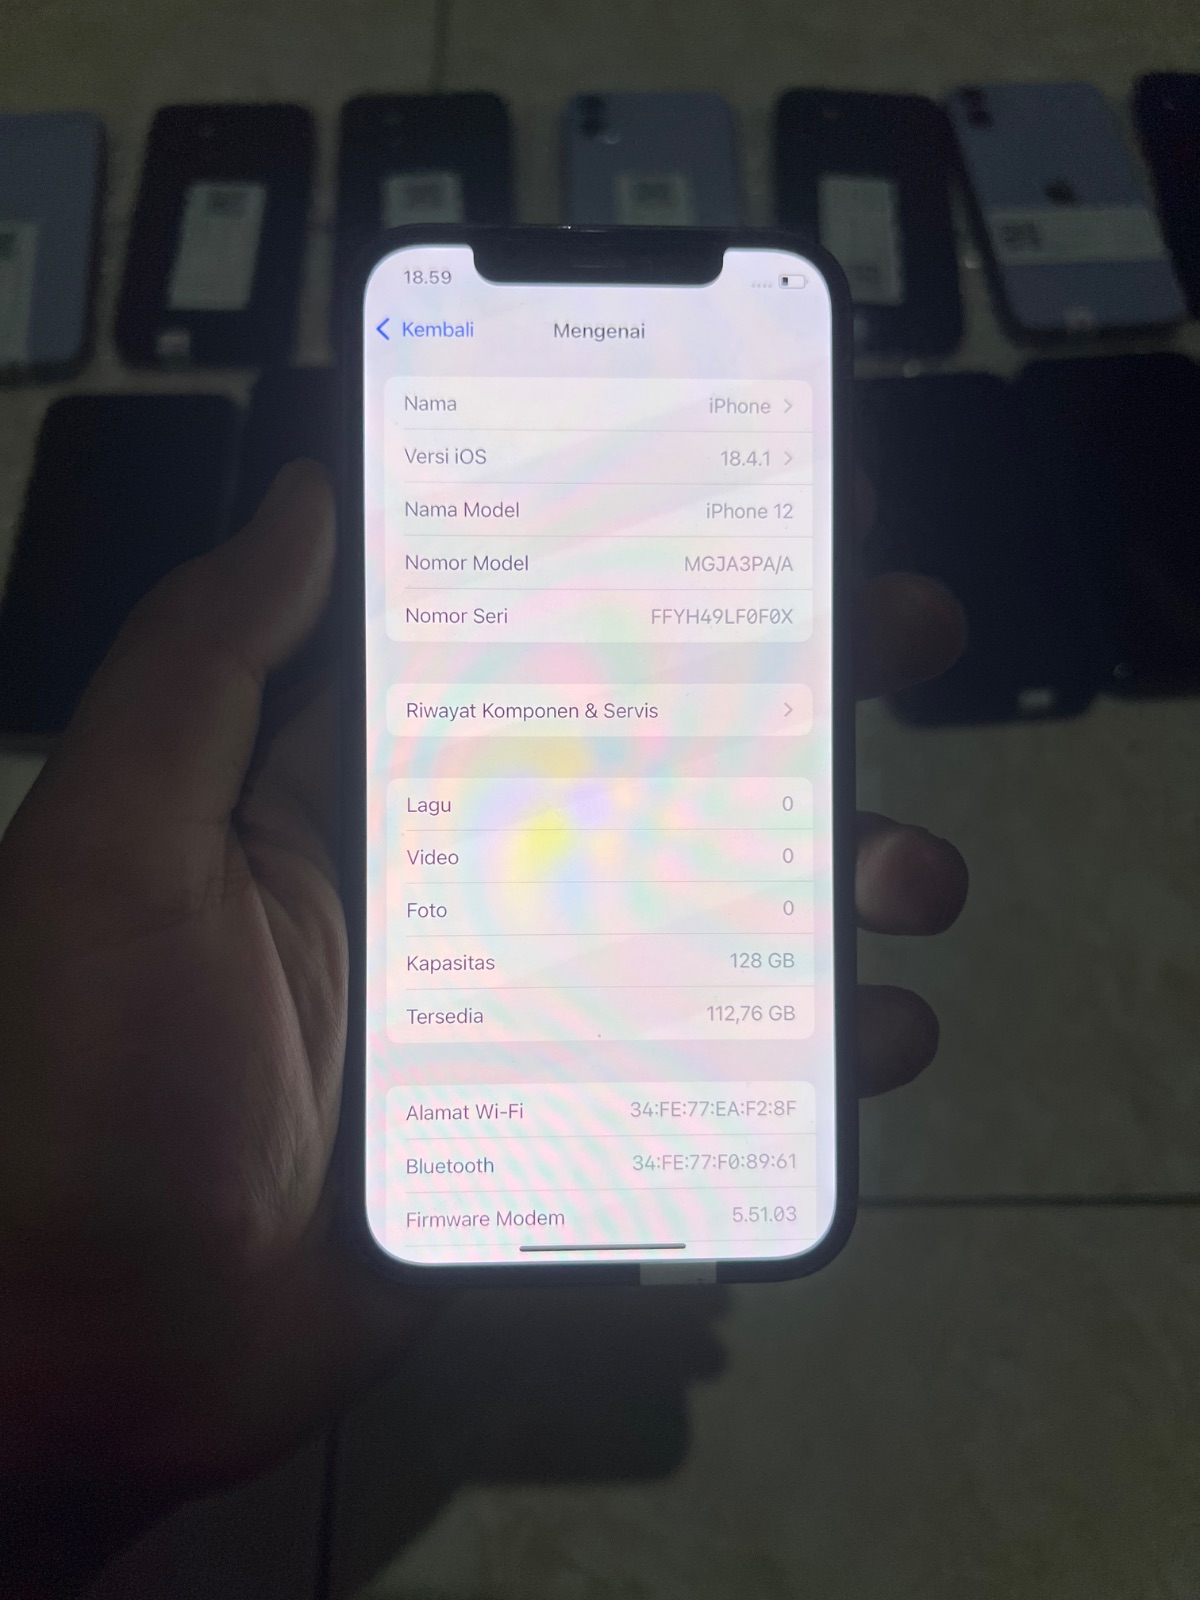 18.59
Kembali
Mengenai
Nama iPhone
Versi iOS 18.4.1
Nama Model iPhone 12
Nomor Model MGJA3PA/A
Nomor Seri FFYH49LF0F0X
Riwayat Komponen & Servis
Lagu 0
Video 0
Foto 0
Kapasitas 128 GB
Tersedia 112,76 GB
Alamat Wi-Fi 34:FE:77:EA:F2:8F
Bluetooth 34:FE:77:F0:89:61
Firmware Modem 5.51.03